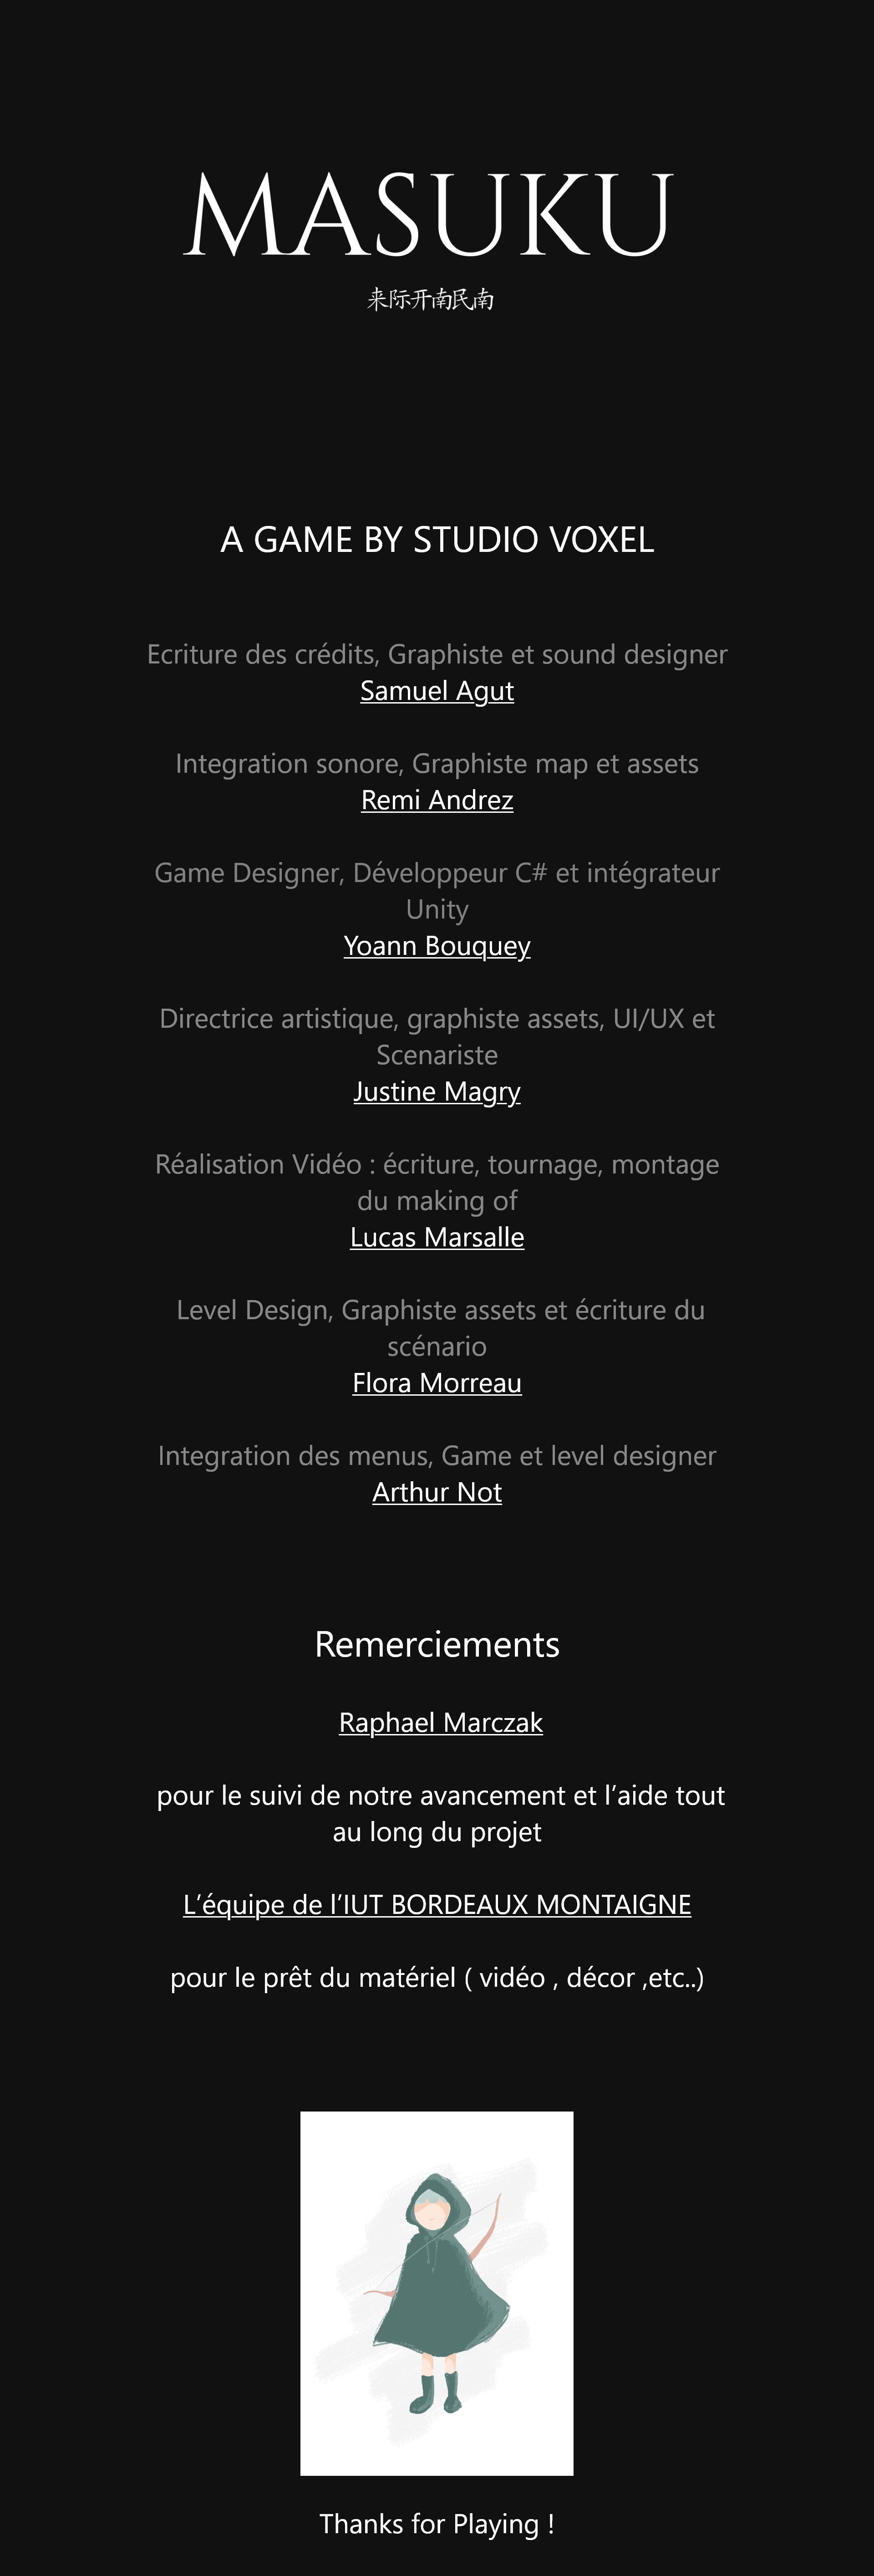 MASUKU
来际开南民南
A GAME BY STUDIO VOXEL
Ecriture des crédits, Graphiste et sound designer
Samuel Agut
Integration sonore, Graphiste map et assets
Remi Andrez
Game Designer, Développeur C# et intégrateur
Unity
Yoann Bouquey
Directrice artistique, graphiste assets, UI/UX et
Scenariste
Justine Magry
Réalisation Vidéo : écriture, tournage, montage
du making of
Lucas Marsalle
Level Design, Graphiste assets et écriture du
scénario
Flora Morreau
Integration des menus, Game et level designer
Arthur Not
Remerciements
Raphael Marczak
pour le suivi de notre avancement et l’aide tout
au long du projet
L’équipe de l’IUT BORDEAUX MONTAIGNE
pour le prêt du matériel ( vidéo , décor ,etc..)
Thanks for Playing !